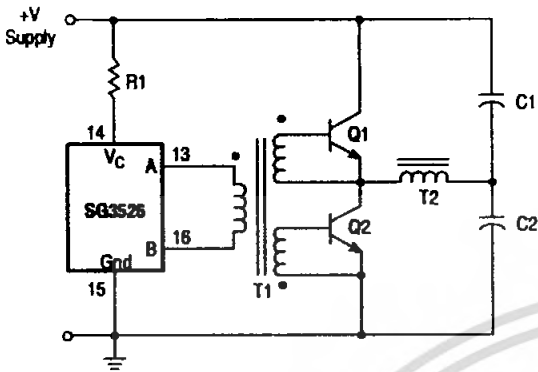 +V
Supply
R1
14
VC
A
13
SG3526
B
16
Gnd
15
T1
Q1
Q2
T2
C1
C2